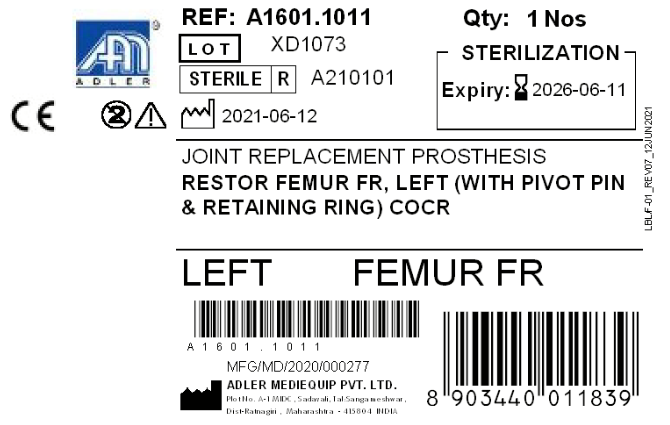 REF: A1601.1011
Qty: 1 Nos
ADLER
®
LOT XD1073
STERILE R A210101
STERILIZATION
Expiry: 2026-06-11
CE
2
2021-06-12
JOINT REPLACEMENT PROSTHESIS
RESTOR FEMUR FR, LEFT (WITH PIVOT PIN
& RETAINING RING) COCR
LEFT FEMUR FR
A1601.1011
MFG/MD/2020/000277
ADLER MEDIEQUIP PVT. LTD.
Plot No. A-1 MIDC, Sadavali, Tal Sangameshwar,
Dist-Ratnagiri, Maharashtra - 415804 INDIA
8 903440 011839
LBL/F-01_REV07_12JUN2021